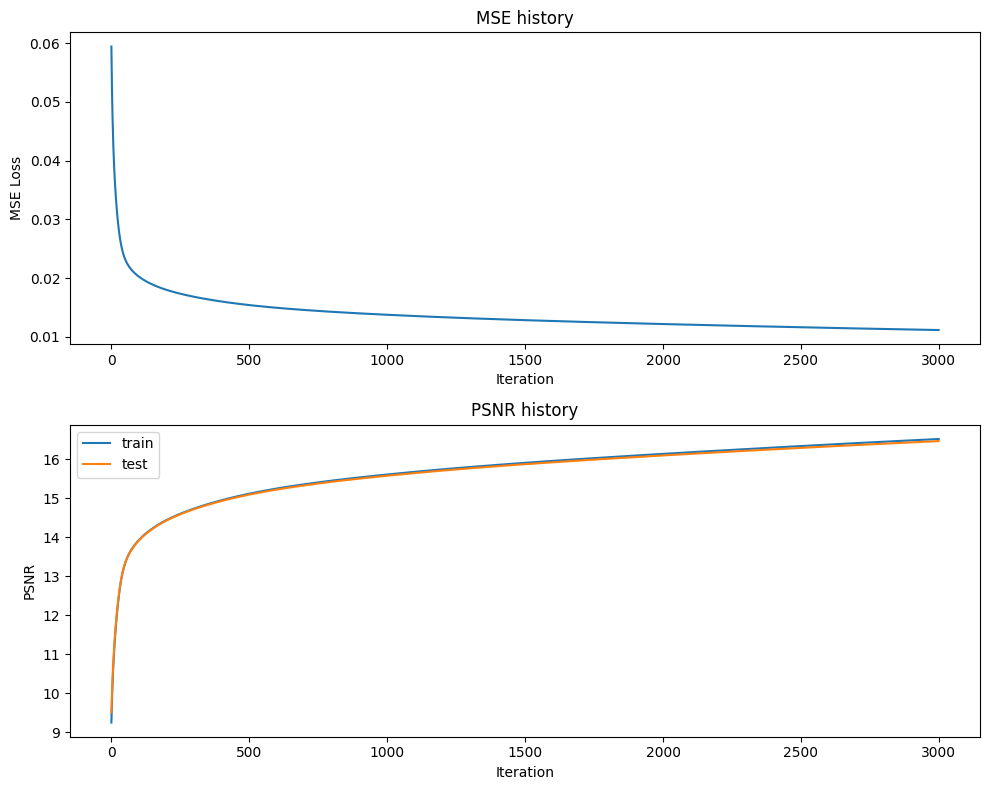 MSE history
MSE Loss
0.06
0.05
0.04
0.03
0.02
0.01
0 500 1000 1500 2000 2500 3000
Iteration
PSNR history
PSNR
train
test
16
15
14
13
12
11
10
9
0 500 1000 1500 2000 2500 3000
Iteration